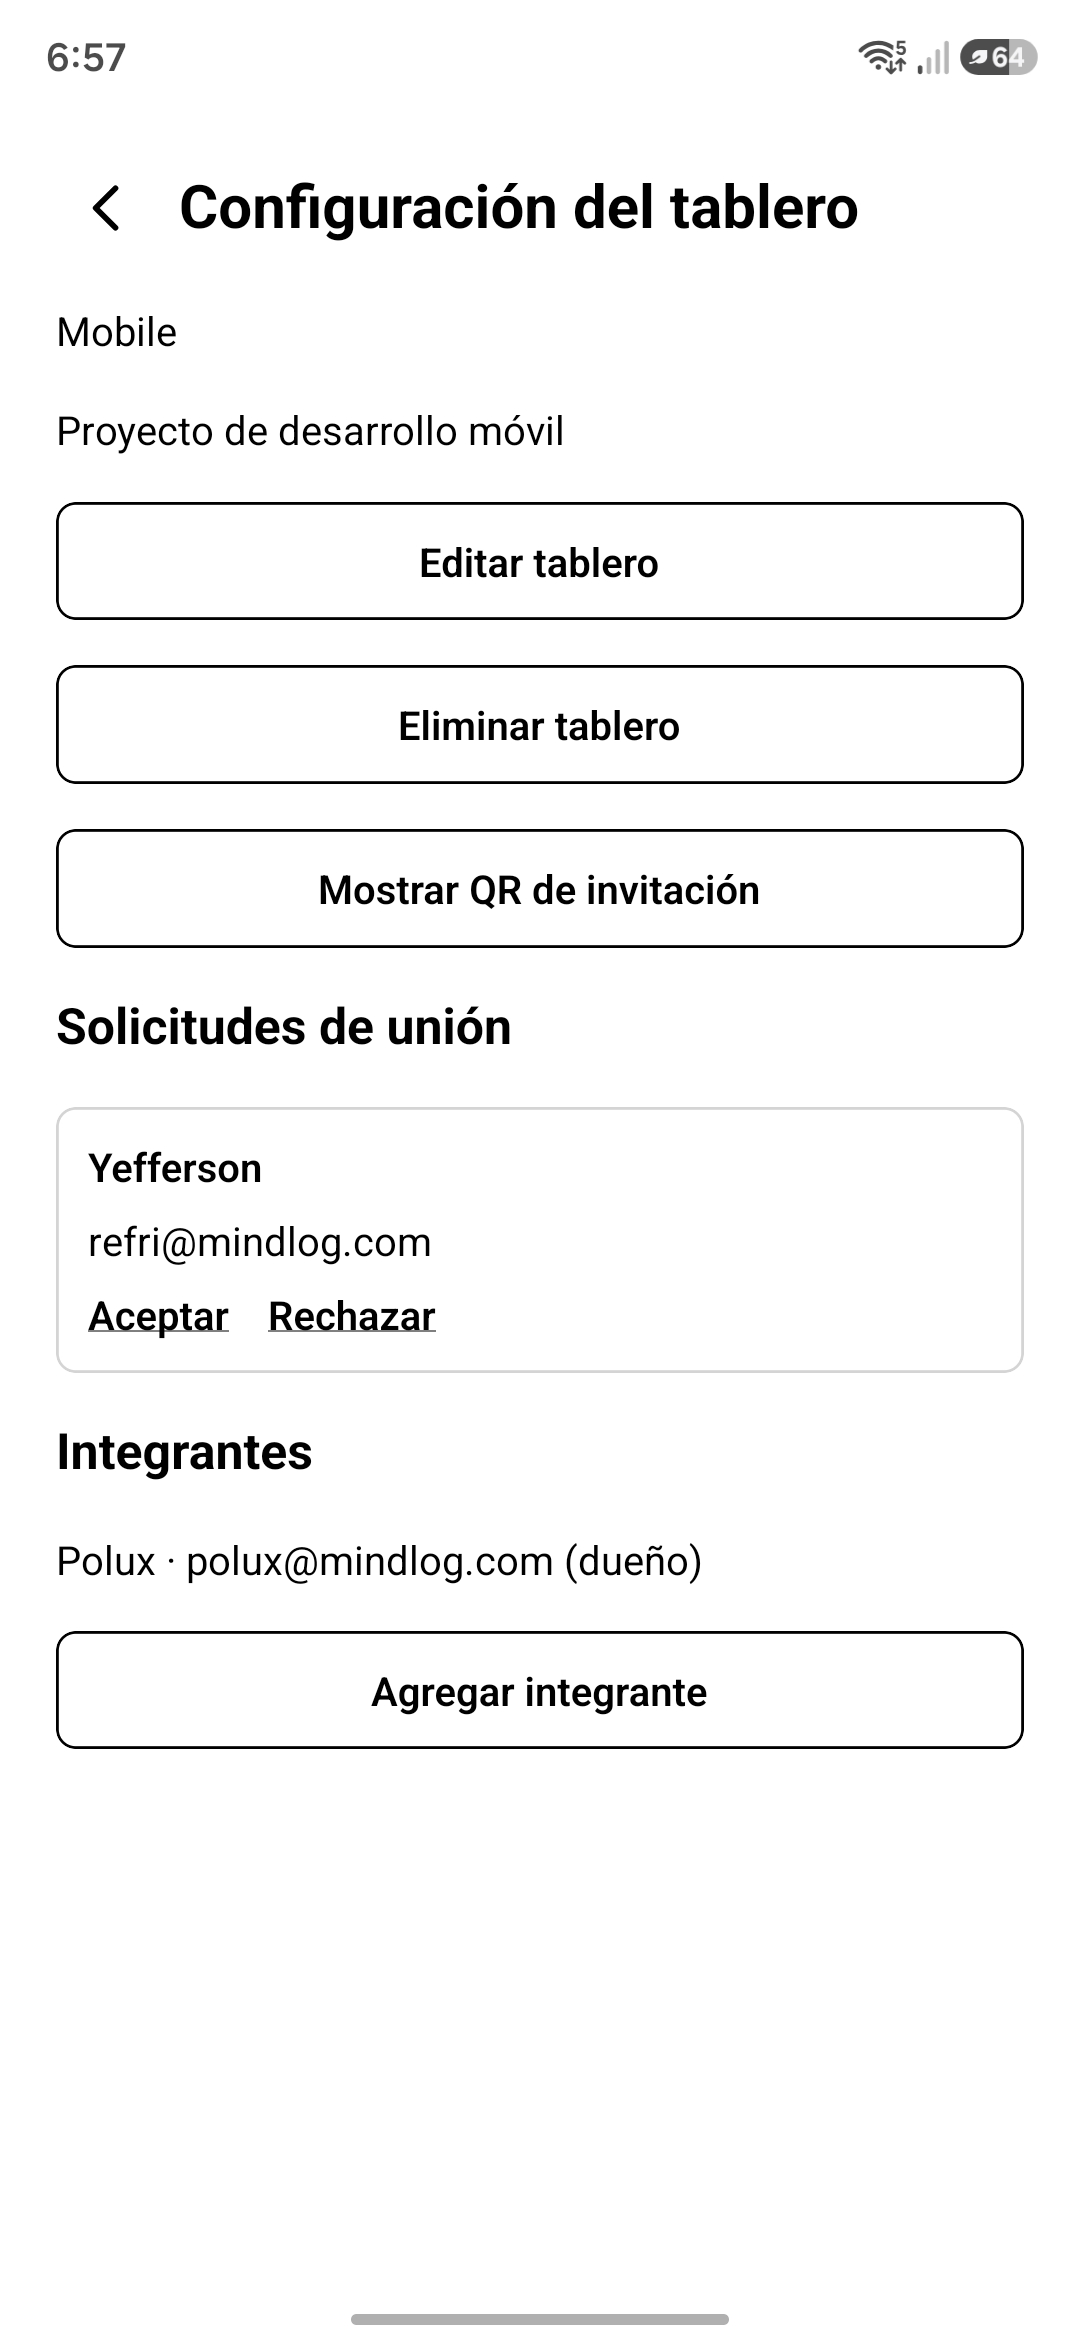 6:57
5
64
Configuración del tablero
Mobile
Proyecto de desarrollo móvil
Editar tablero
Eliminar tablero
Mostrar QR de invitación
Solicitudes de unión
Yefferson
refri@mindlog.com
Aceptar Rechazar
Integrantes
Polux · polux@mindlog.com (dueño)
Agregar integrante